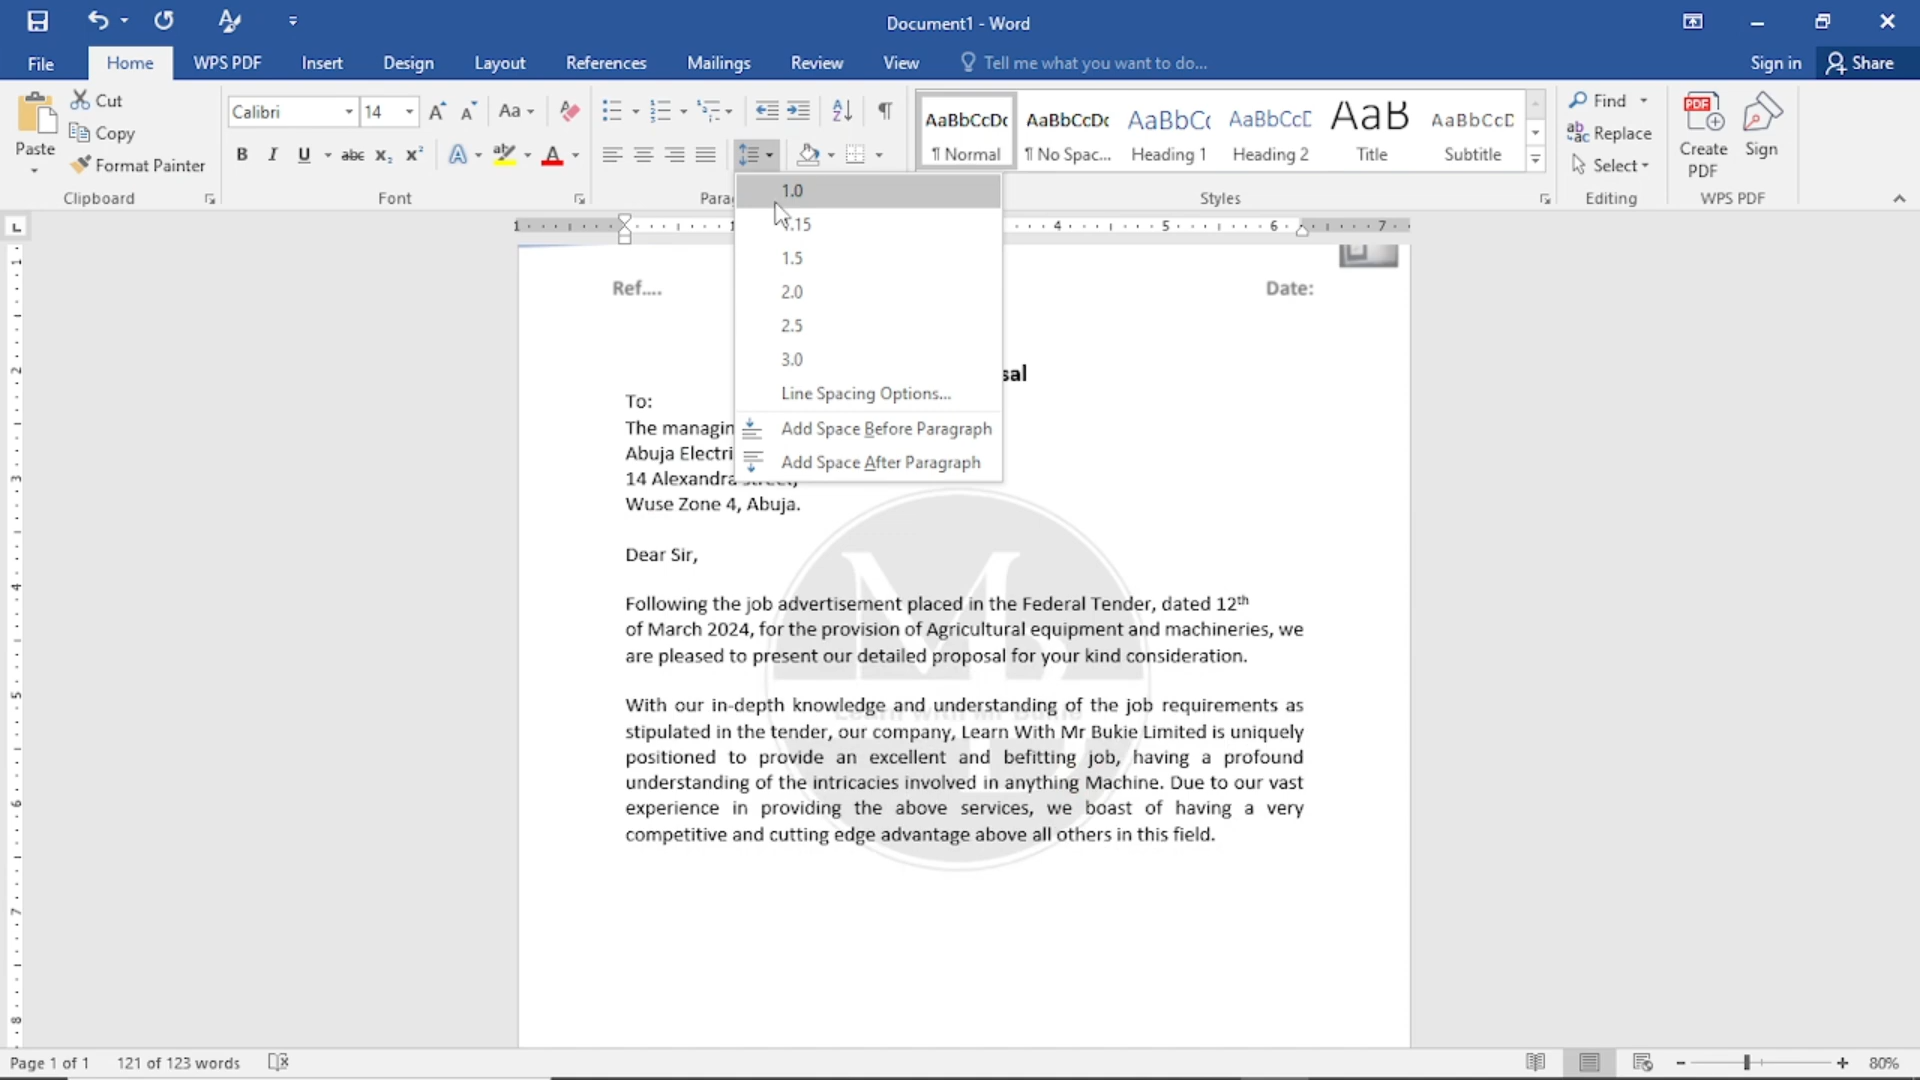 Document1 - Word
File Home WPS PDF Insert Design Layout References Mailings Review View Tell me what you want to do... Sign in Share
Paste
Cut
Copy
Format Painter
Clipboard
Calibri 14
Font
AaBbCcDc AaBbCcDc AaBbCc AaBbCcD AaB AaBbCcD
¶ Normal ¶ No Spac... Heading 1 Heading 2 Title Subtitle
Styles
Find
Replace
Select
Editing
Create PDF
Sign
WPS PDF
1.0
1.15
1.5
2.0
2.5
3.0
Line Spacing Options...
Add Space Before Paragraph
Add Space After Paragraph
Ref.... Date:
To:
Abuja
14 Alexandra
Wuse Zone 4, Abuja.
Dear Sir,
Following the job advertisement placed in the Federal Tender, dated 12th
of March 2024, for the provision of Agricultural equipment and machineries, we
are pleased to present our detailed proposal for your kind consideration.
With our in-depth knowledge and understanding of the job requirements as
stipulated in the tender, our company, Learn With Mr Bukie Limited is uniquely
positioned to provide an excellent and befitting job, having a profound
understanding of the intricacies involved in anything Machine. Due to our vast
experience in providing the above services, we boast of having a very
competitive and cutting edge advantage above all others in this field.
Page 1 of 1 121 of 123 words 80%